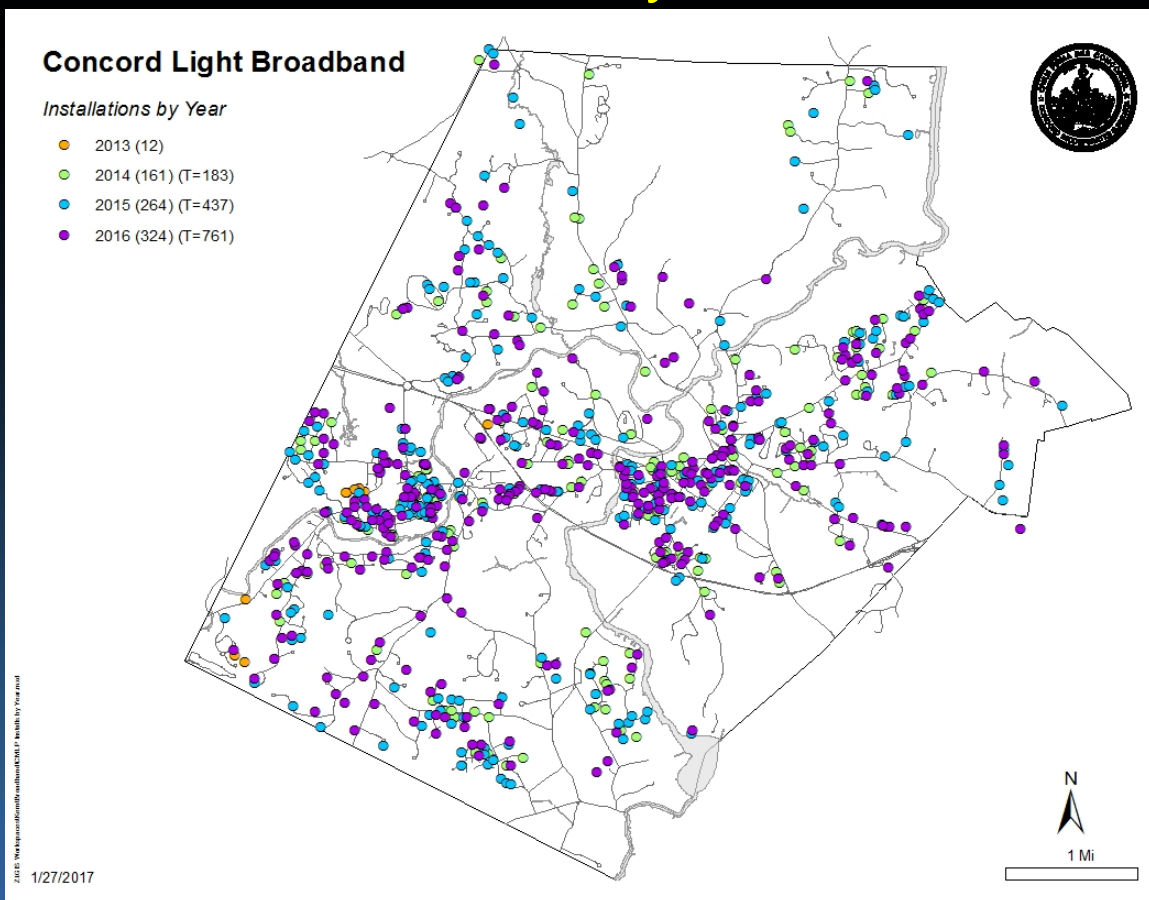 Concord Light Broadband
Installations by Year
2013 (12)
2014 (161) (T=183)
2015 (264) (T=437)
2016 (324) (T=761)
N
1 Mi
1/27/2017